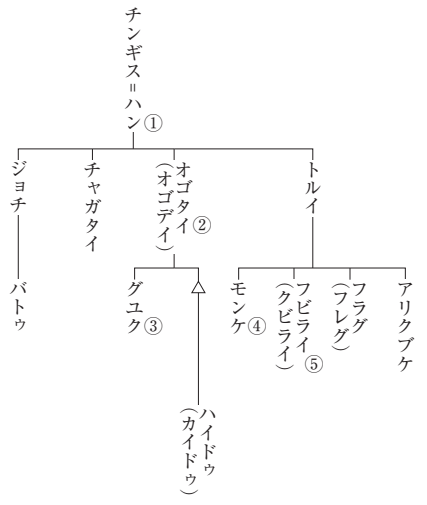 チンギス=ハン①
ジョチ
チャガタイ
オゴタイ②
(オゴデイ)
トルイ
バトゥ
グユク③
モンケ④
フビライ⑤
(クビライ)
フラグ
(フレグ)
アリクブケ
ハイドゥ
(カイドゥ)